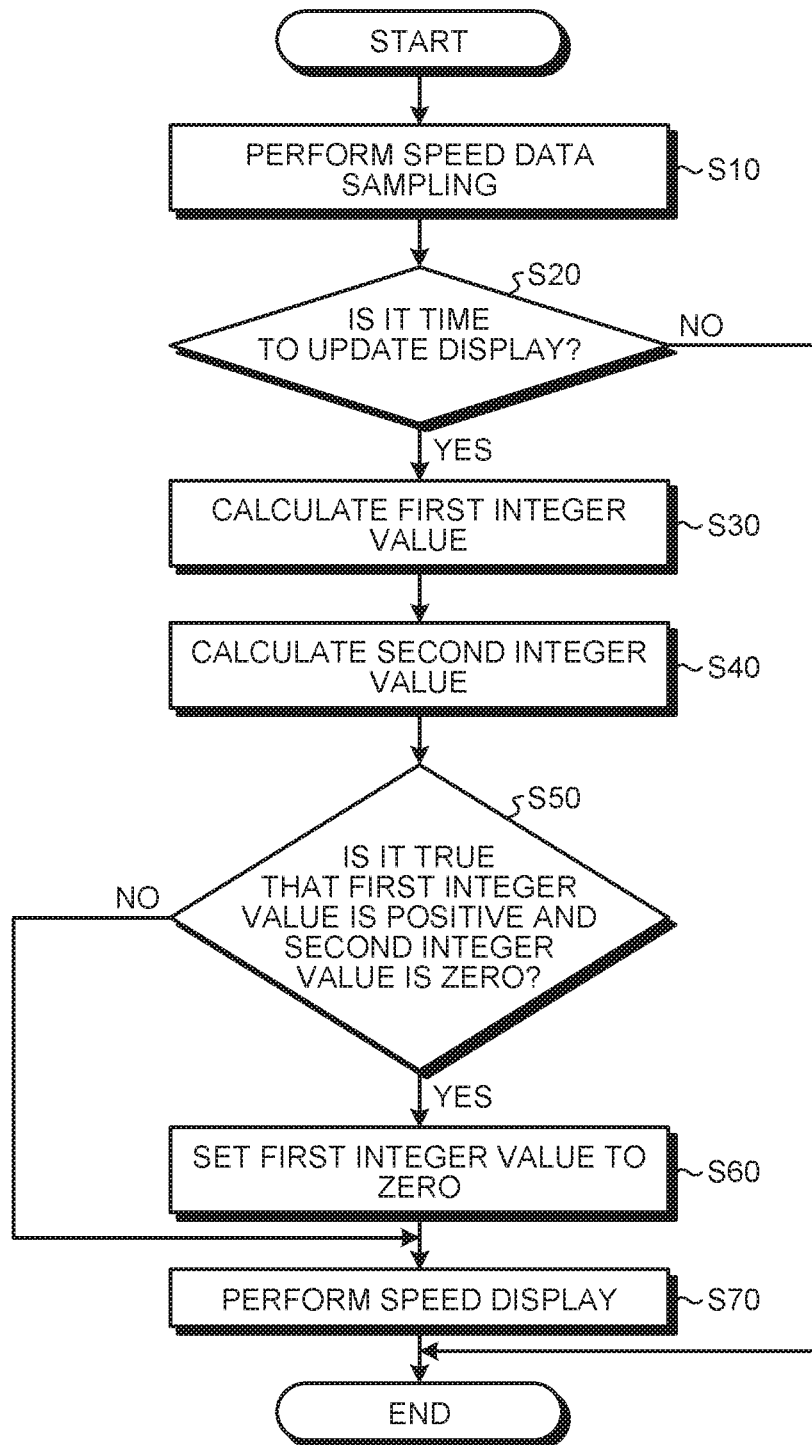 START
PERFORM SPEED DATA
SAMPLING
S10
S20
IS IT TIME
TO UPDATE DISPLAY?
NO
YES
CALCULATE FIRST INTEGER
VALUE
S30
CALCULATE SECOND INTEGER
VALUE
S40
S50
IS IT TRUE
THAT FIRST INTEGER
VALUE IS POSITIVE AND
SECOND INTEGER
VALUE IS ZERO?
NO
YES
SET FIRST INTEGER VALUE TO
ZERO
S60
PERFORM SPEED DISPLAY
S70
END